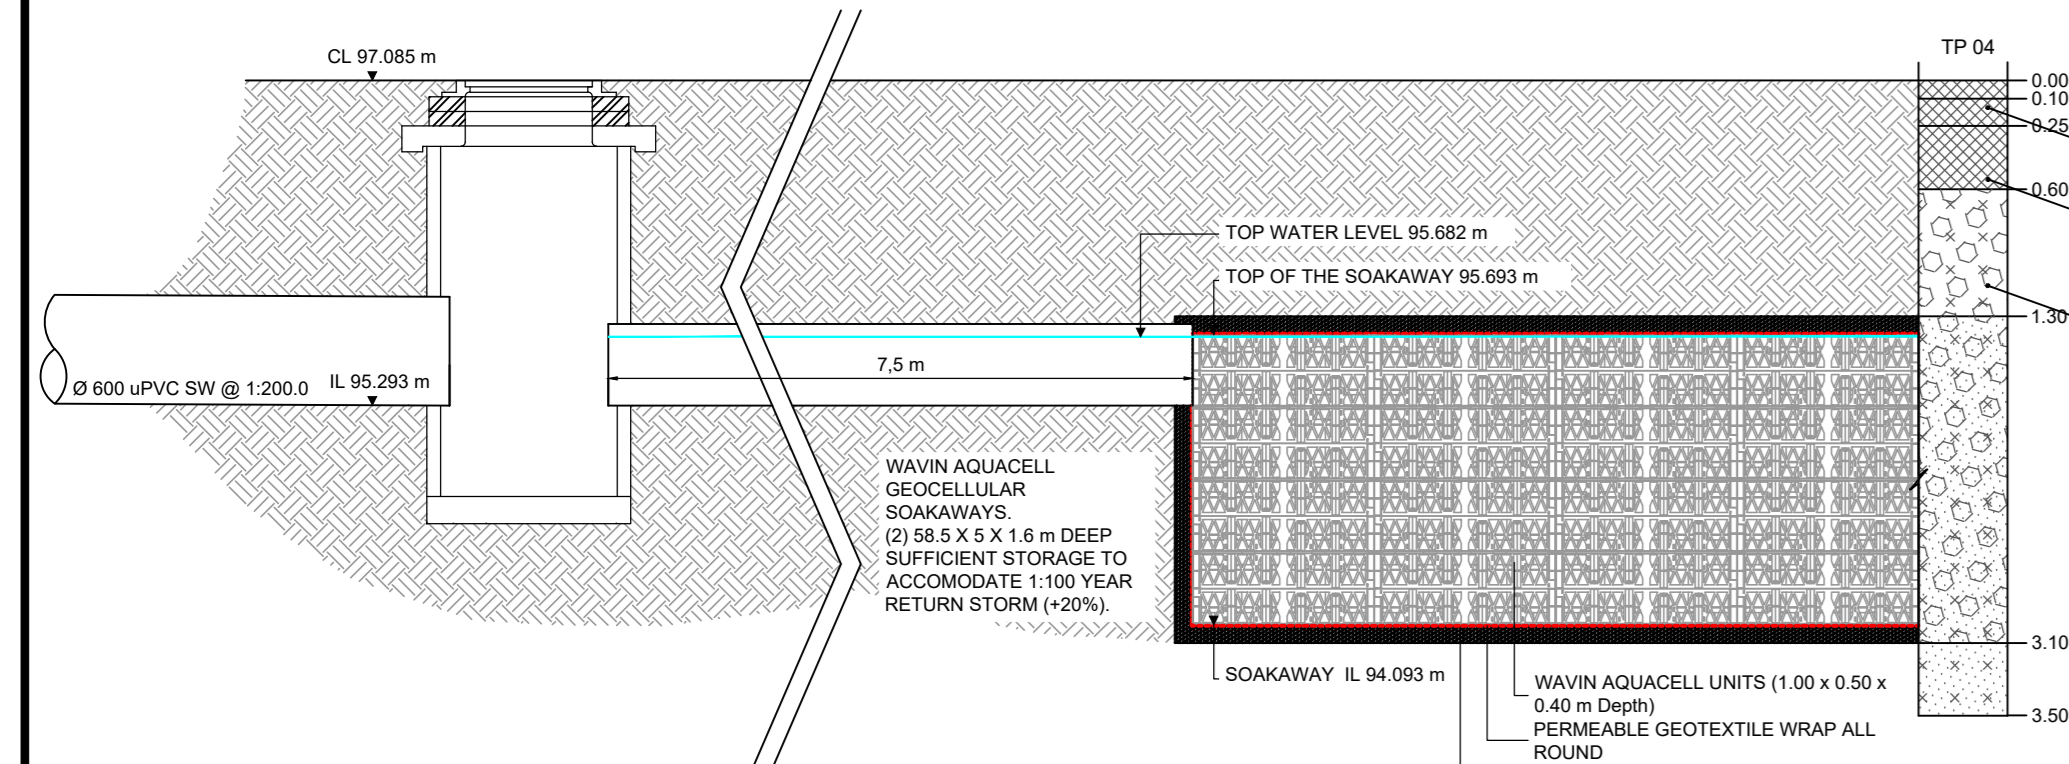 CL 97.085 m
TP 04
0.00
0.10
0.25
0.60
TOP WATER LEVEL 95.682 m
TOP OF THE SOAKAWAY 95.693 m
1.30
7,5 m
Ø 600 uPVC SW @ 1:200.0
IL 95.293 m
WAVIN AQUACELL
GEOCELLULAR
SOAKAWAYS.
(2) 58.5 X 5 X 1.6 m DEEP
SUFFICIENT STORAGE TO
ACCOMODATE 1:100 YEAR
RETURN STORM (+20%).
3.10
SOAKAWAY IL 94.093 m
WAVIN AQUACELL UNITS (1.00 x 0.50 x
0.40 m Depth)
3.50
PERMEABLE GEOTEXTILE WRAP ALL
ROUND